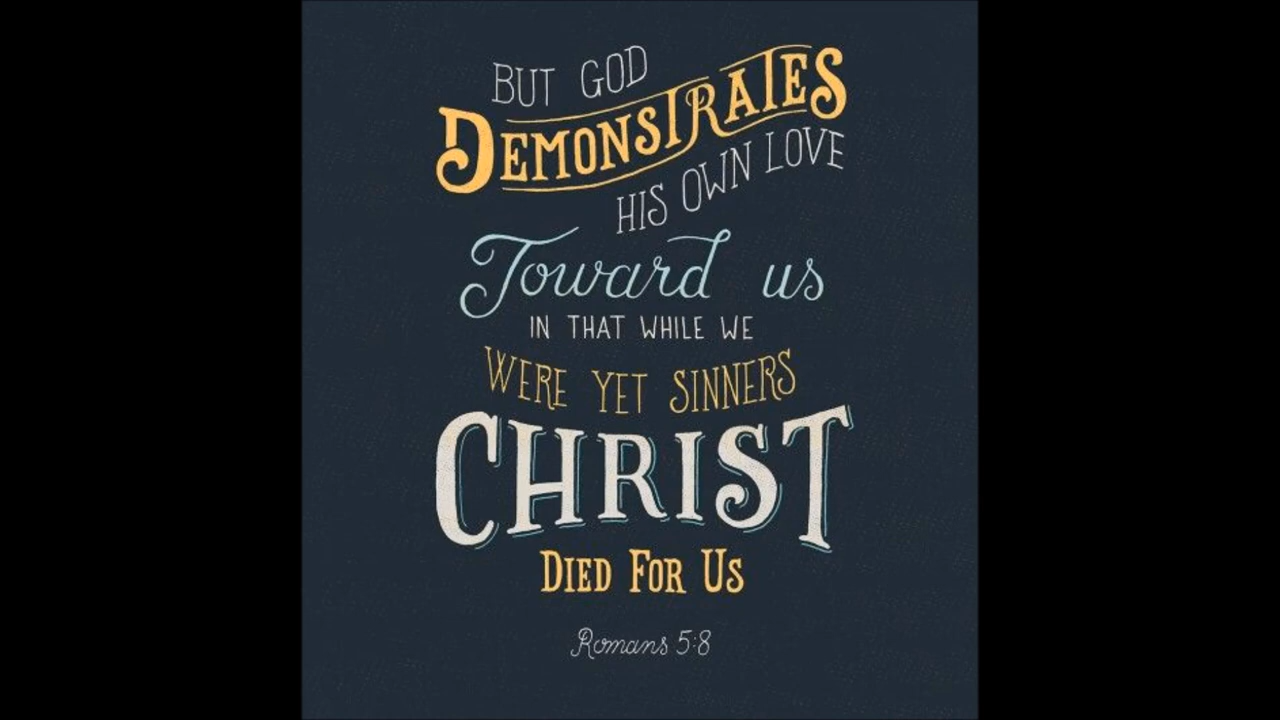 BUT GOD
DEMONSTRATES
HIS OWN LOVE
Toward us
IN THAT WHILE WE
WERE YET SINNERS
CHRIST
DIED FOR US
Romans 5:8